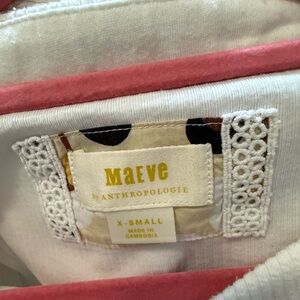 MaEVe
by ANTHROPOLOGIE
X-SMALL
MADE IN
CAMBODIA